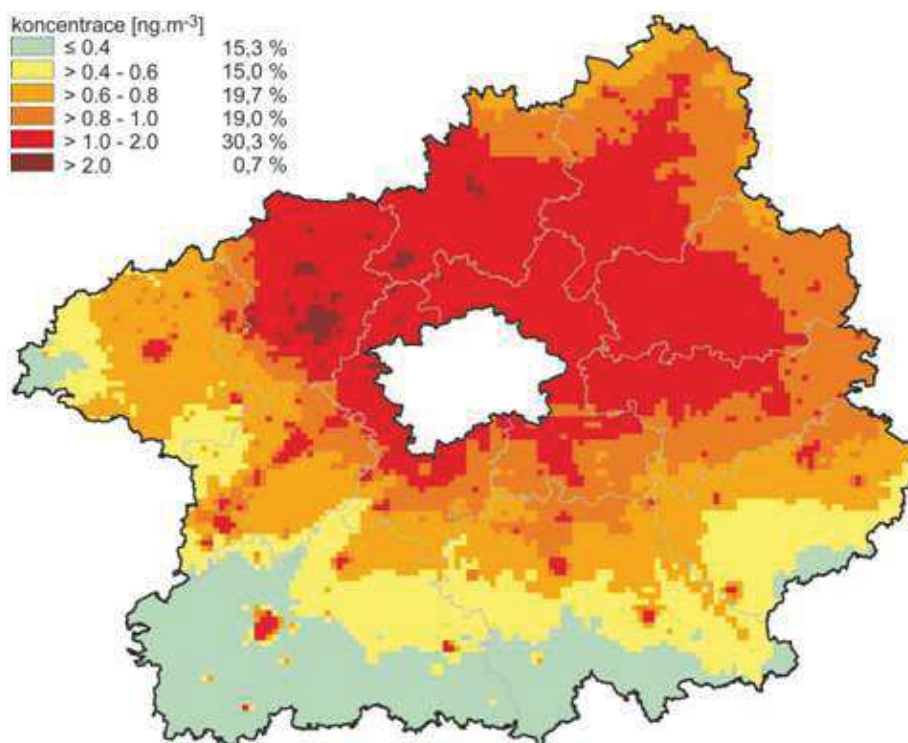 koncentrace [ng.m-3]
≤ 0.4 15,3 %
> 0.4 - 0.6 15,0 %
> 0.6 - 0.8 19,7 %
> 0.8 - 1.0 19,0 %
> 1.0 - 2.0 30,3 %
> 2.0 0,7 %